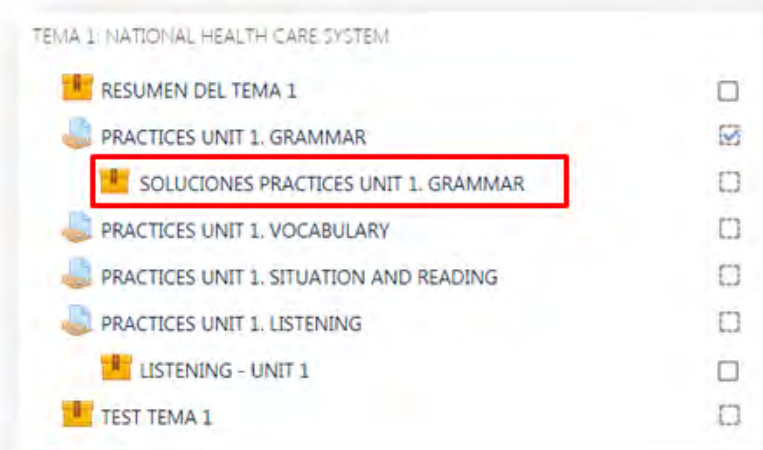 TEMA 1: NATIONAL HEALTH CARE SYSTEM
RESUMEN DEL TEMA 1
PRACTICES UNIT 1. GRAMMAR
SOLUCIONES PRACTICES UNIT 1. GRAMMAR
PRACTICES UNIT 1. VOCABULARY
PRACTICES UNIT 1. SITUATION AND READING
PRACTICES UNIT 1. LISTENING
LISTENING - UNIT 1
TEST TEMA 1